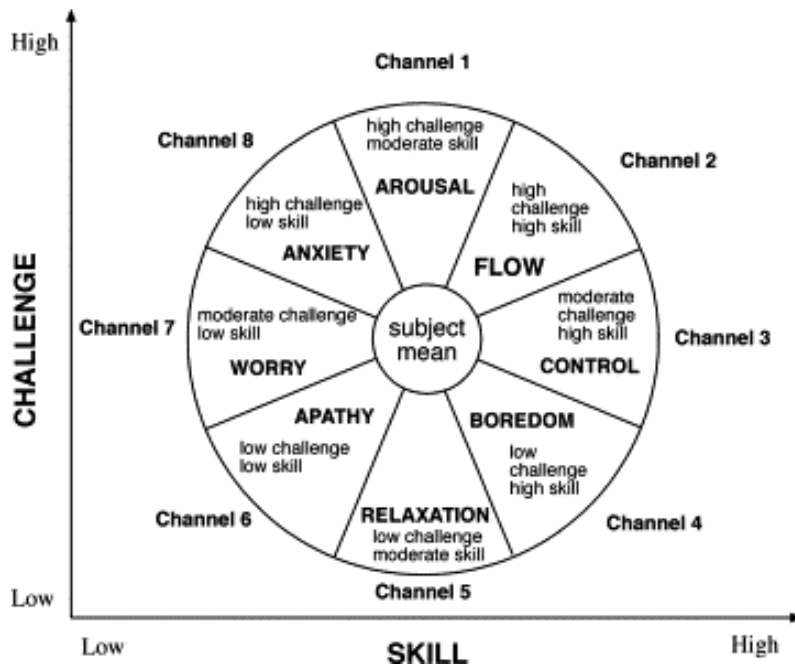 High
Channel 1
Channel 8
high challenge
moderate skill
AROUSAL
Channel 2
high
challenge
high skill
FLOW
high challenge
low skill
ANXIETY
CHALLENGE
Channel 7
moderate challenge
low skill
WORRY
subject
mean
moderate
challenge
high skill
CONTROL
Channel 3
APATHY
low challenge
low skill
BOREDOM
low
challenge
high skill
Channel 6
RELAXATION
low challenge
moderate skill
Channel 4
Channel 5
Low
Low
SKILL
High